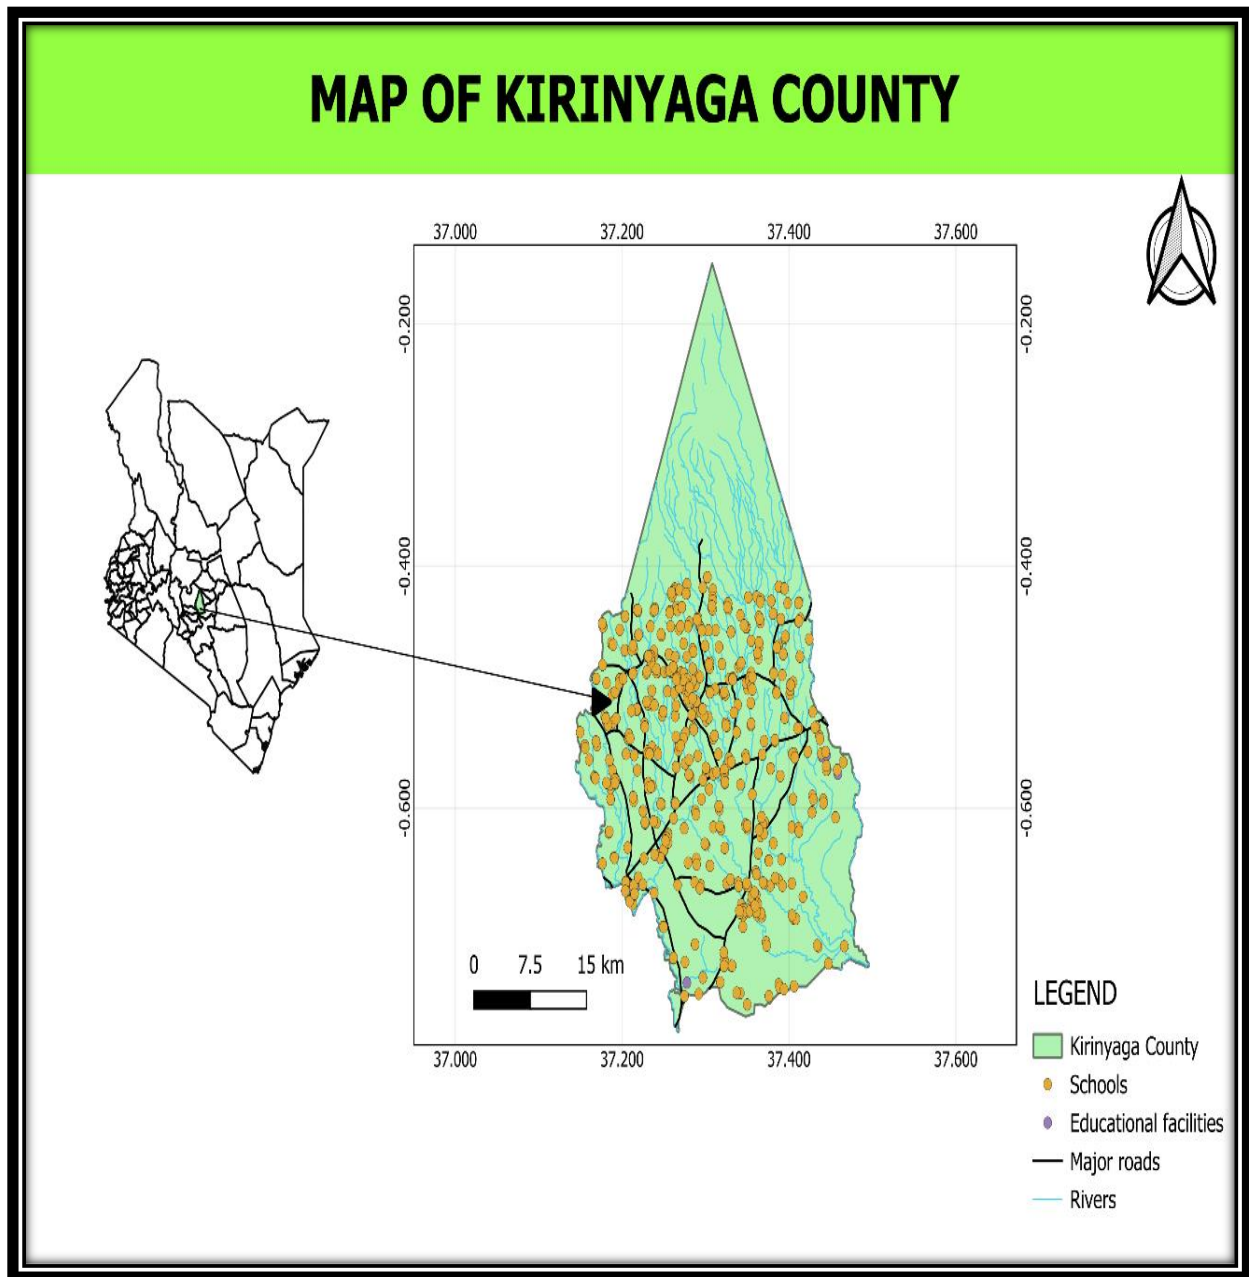 MAP OF KIRINYAGA COUNTY
37.000 37.200 37.400 37.600
-0.200 -0.200
-0.400 -0.400
-0.600 -0.600
0 7.5 15 km
37.000 37.200 37.400 37.600
LEGEND
Kirinyaga County
Schools
Educational facilities
Major roads
Rivers